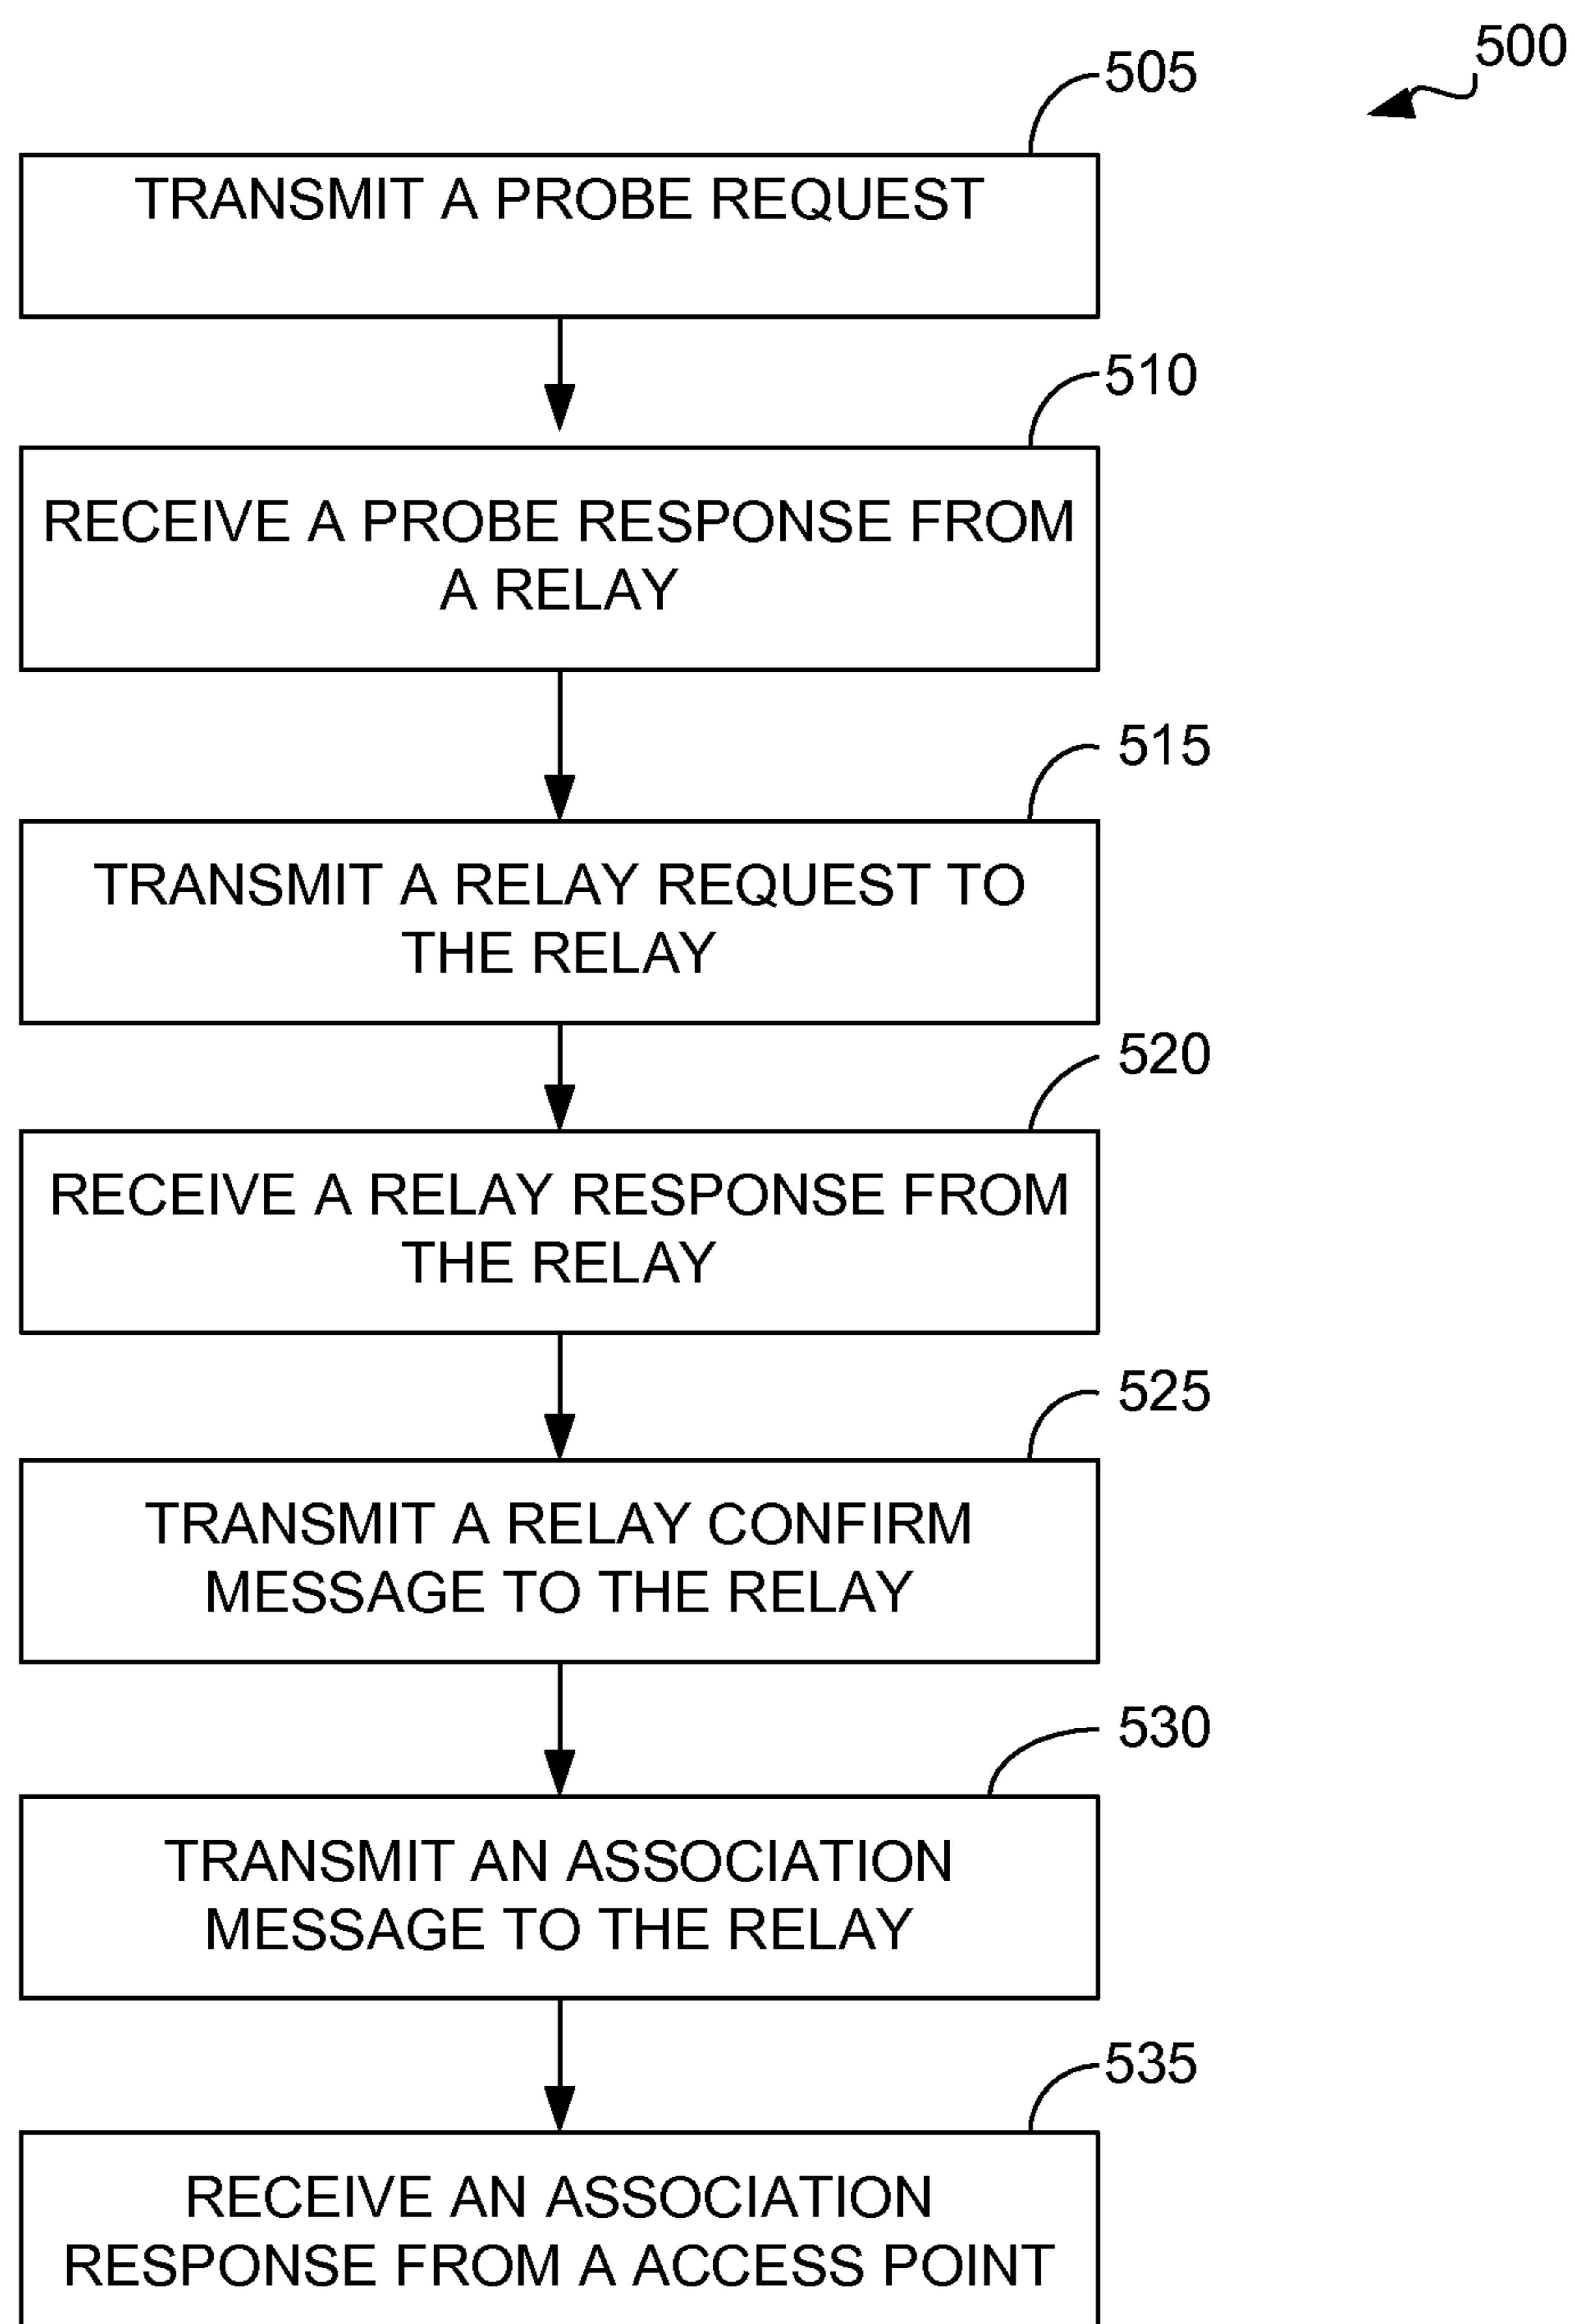 500
505
TRANSMIT A PROBE REQUEST
510
RECEIVE A PROBE RESPONSE FROM
A RELAY
515
TRANSMIT A RELAY REQUEST TO
THE RELAY
520
RECEIVE A RELAY RESPONSE FROM
THE RELAY
525
TRANSMIT A RELAY CONFIRM
MESSAGE TO THE RELAY
530
TRANSMIT AN ASSOCIATION
MESSAGE TO THE RELAY
535
RECEIVE AN ASSOCIATION
RESPONSE FROM A ACCESS POINT